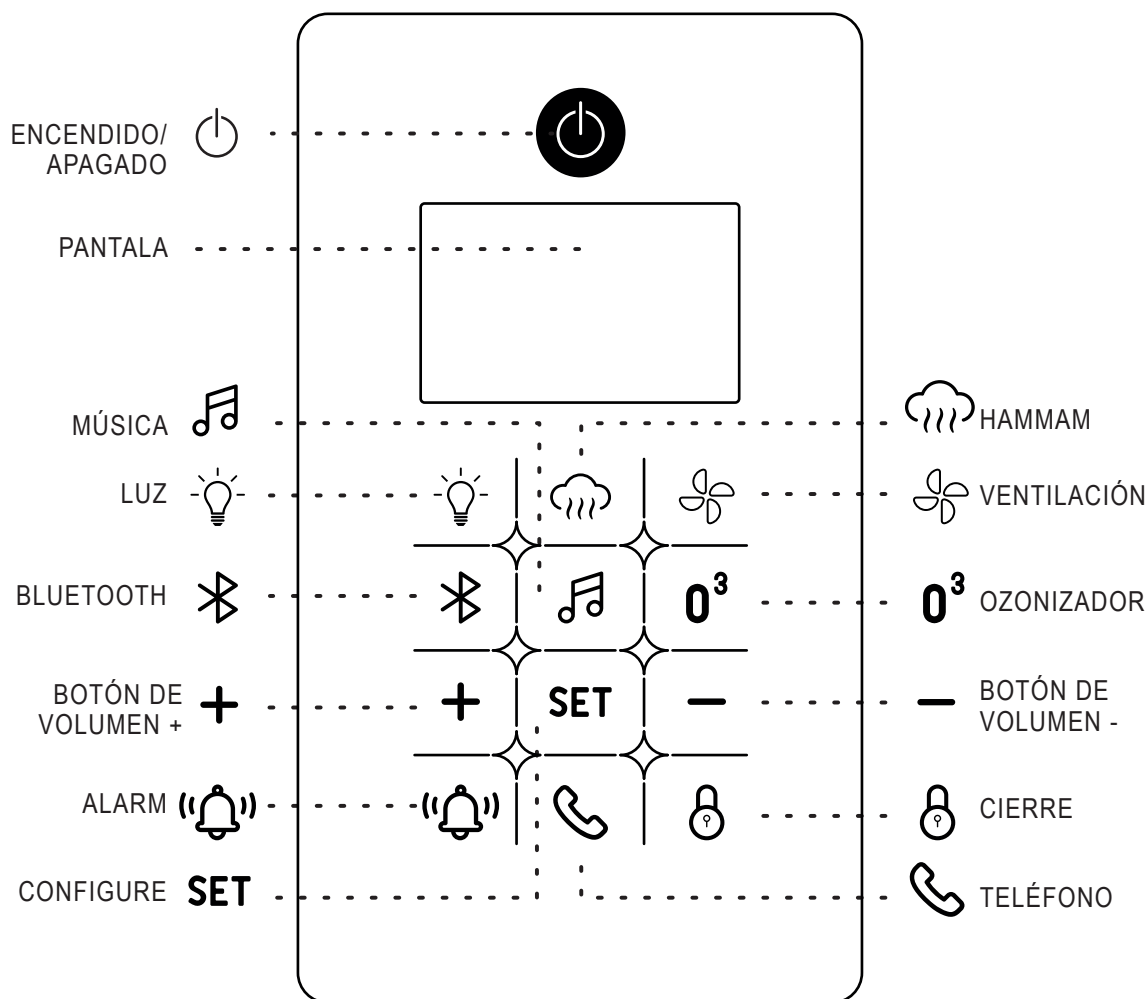 ENCENDIDO/
APAGADO
PANTALA
MÚSICA
HAMMAM
LUZ
VENTILACIÓN
BLUETOOTH
0³
0³ OZONIZADOR
BOTÓN DE
VOLUMEN +
+
+
SET
−
−
BOTÓN DE
VOLUMEN -
ALARM
CIERRE
CONFIGURE SET
TELÉFONO